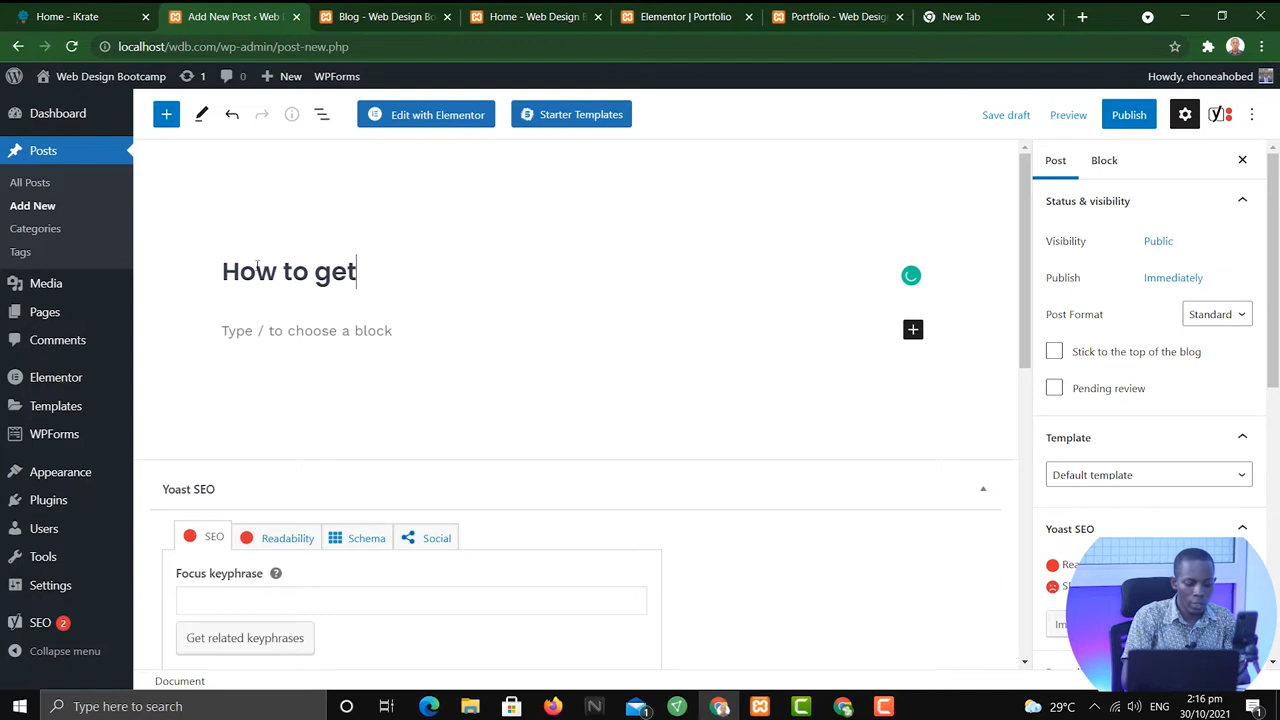 Home - iKrate
Add New Post ‹ Web D
Blog - Web Design Bo
Home - Web Design B
Elementor | Portfolio
Portfolio - Web Desig
New Tab
localhost/wdb.com/wp-admin/post-new.php
Web Design Bootcamp
1
0
New
WPForms
Howdy, ehoneahobed
Dashboard
Posts
All Posts
Add New
Categories
Tags
Media
Pages
Comments
Elementor
Templates
WPForms
Appearance
Plugins
Users
Tools
Settings
SEO 2
Collapse menu
Edit with Elementor
Starter Templates
Save draft
Preview
Publish
How to get
Type / to choose a block
Yoast SEO
SEO
Readability
Schema
Social
Focus keyphrase
Get related keyphrases
Document
Post
Block
Status & visibility
Visibility
Public
Publish
Immediately
Post Format
Standard
Stick to the top of the blog
Pending review
Template
Default template
Yoast SEO
Type here to search
1
29°C
ENG
2:16 pm
30/10/2021
1